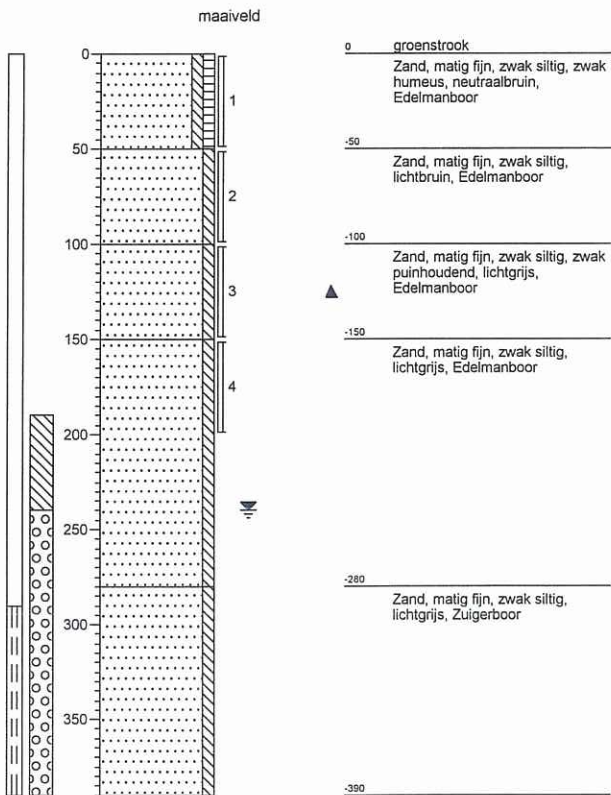 maaiveld
0
50
100
150
200
250
300
350
1
2
3
4
0 groenstrook
Zand, matig fijn, zwak siltig, zwak
humeus, neutraalbruin,
Edelmanboor
-50
Zand, matig fijn, zwak siltig,
lichtbruin, Edelmanboor
-100
Zand, matig fijn, zwak siltig, zwak
puinhoudend, lichtgrijs,
Edelmanboor
-150
Zand, matig fijn, zwak siltig,
lichtgrijs, Edelmanboor
-280
Zand, matig fijn, zwak siltig,
lichtgrijs, Zuigerboor
-390